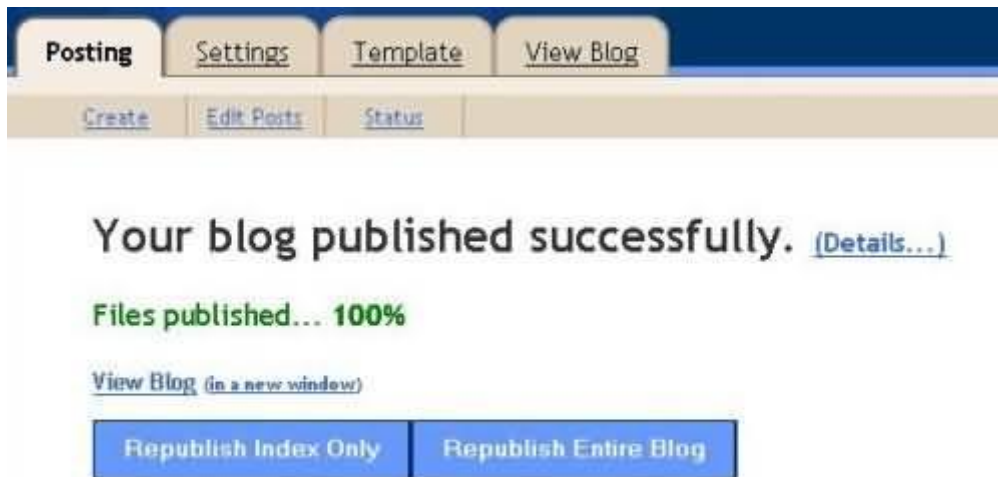 Posting Settings Template View Blog
Create Edit Posts Status
Your blog published successfully. (Details...)
Files published... 100%
View Blog (in a new window)
Republish Index Only Republish Entire Blog